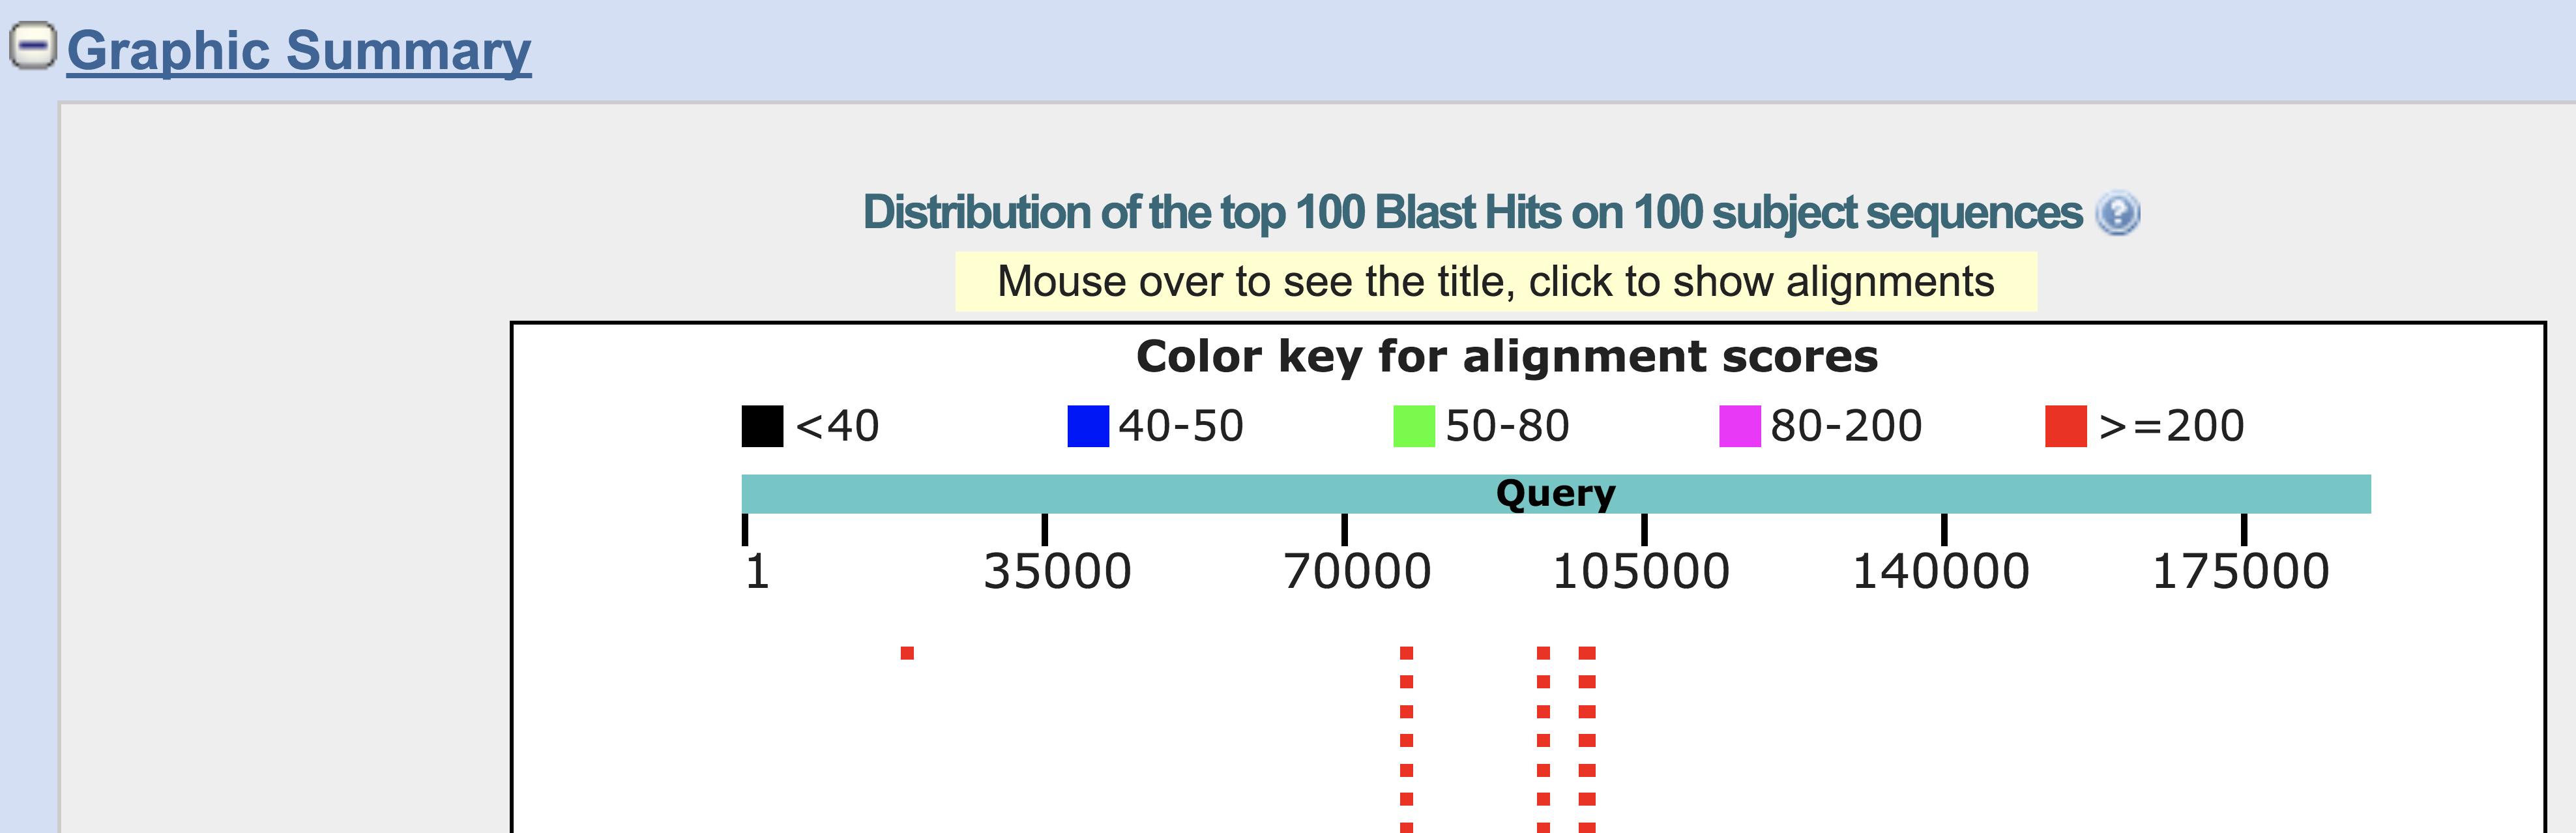 Graphic Summary
Distribution of the top 100 Blast Hits on 100 subject sequences ?
Mouse over to see the title, click to show alignments
Color key for alignment scores
<40 40-50 50-80 80-200 >=200
Query
1 35000 70000 105000 140000 175000